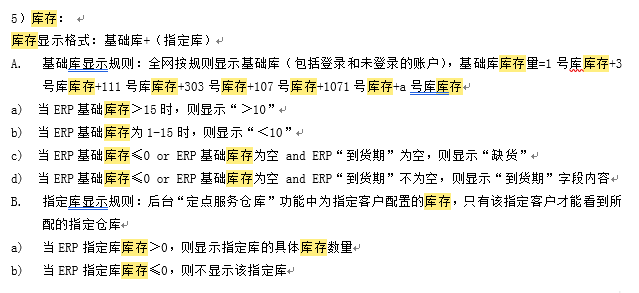 5）库存：
库存显示格式：基础库+（指定库）
A. 基础库显示规则：全网按规则显示基础库（包括登录和未登录的账户），基础库库存量=1 号库库存+3
号库库存+111 号库库存+303 号库存+107 号库存+1071 号库存+a 号库库存
a) 当 ERP 基础库存＞15 时，则显示“＞10”
b) 当 ERP 基础库存为 1-15 时，则显示“＜10”
c) 当 ERP 基础库存≤0 or ERP 基础库存为空 and ERP“到货期”为空，则显示“缺货”
d) 当 ERP 基础库存≤0 or ERP 基础库存为空 and ERP“到货期”不为空，则显示“到货期”字段内容
B. 指定库显示规则：后台“定点服务仓库”功能中为指定客户配置的库存，只有该指定客户才能看到所
配的指定仓库
a) 当 ERP 指定库库存＞0，则显示指定库的具体库存数量
b) 当 ERP 指定库库存≤0，则不显示该指定库